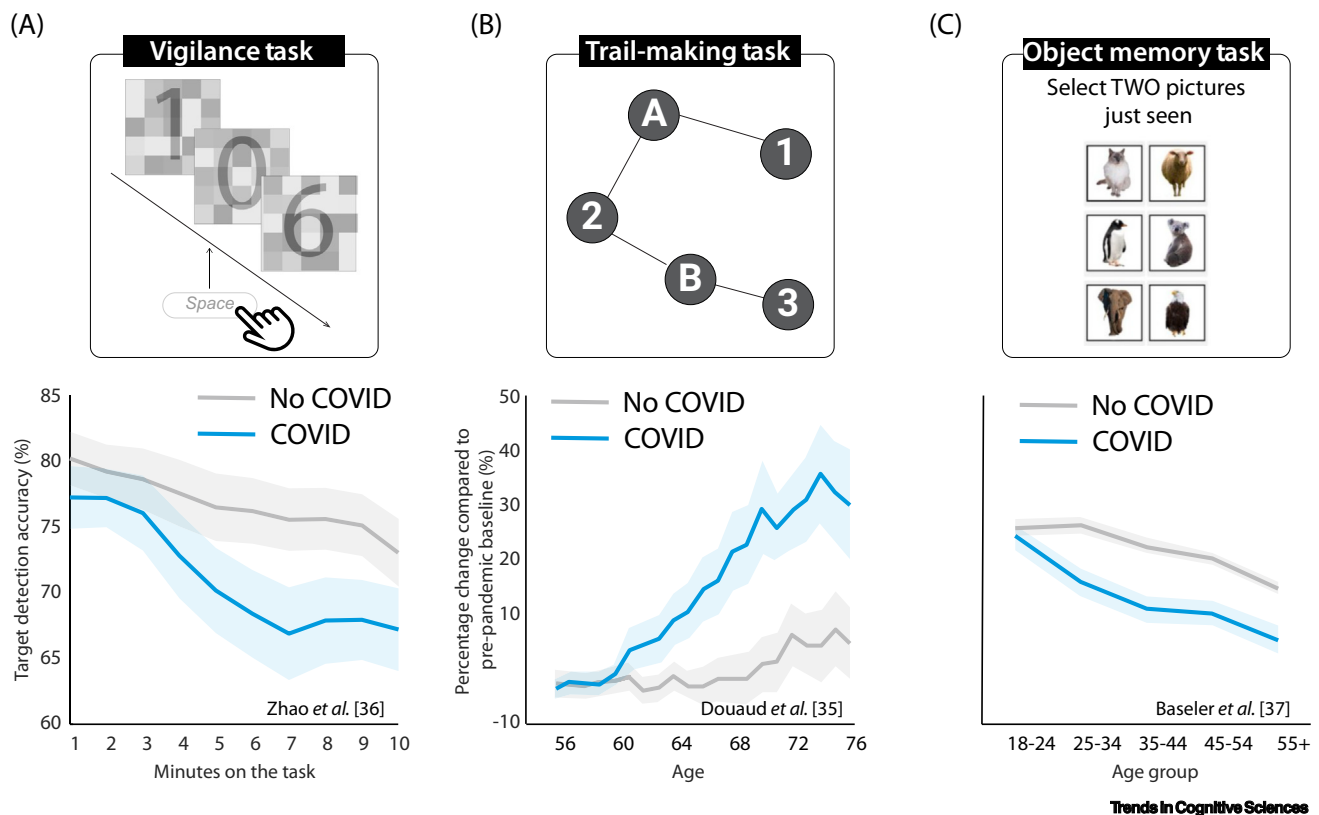 (A)
Vigilance task
1
0
6
Space
85
80
75
70
65
60
Target detection accuracy (%)
No COVID
COVID
Zhao et al. [36]
1 2 3 4 5 6 7 8 9 10
Minutes on the task
(B)
Trail-making task
A
1
2
B
3
50
40
30
20
10
-10
Percentage change compared to
pre-pandemic baseline (%)
No COVID
COVID
Douaud et al. [35]
56 60 64 68 72 76
Age
(C)
Object memory task
Select TWO pictures
just seen
No COVID
COVID
Baseler et al. [37]
18-24 25-34 35-44 45-54 55+
Age group
Trends in Cognitive Sciences